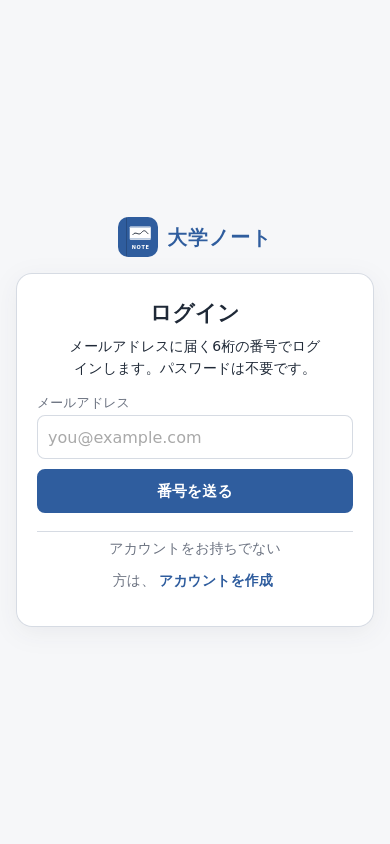 NOTE
大学ノート
ログイン
メールアドレスに届く6桁の番号でログ
インします。パスワードは不要です。
メールアドレス
you@example.com
番号を送る
アカウントをお持ちでない
方は、 アカウントを作成